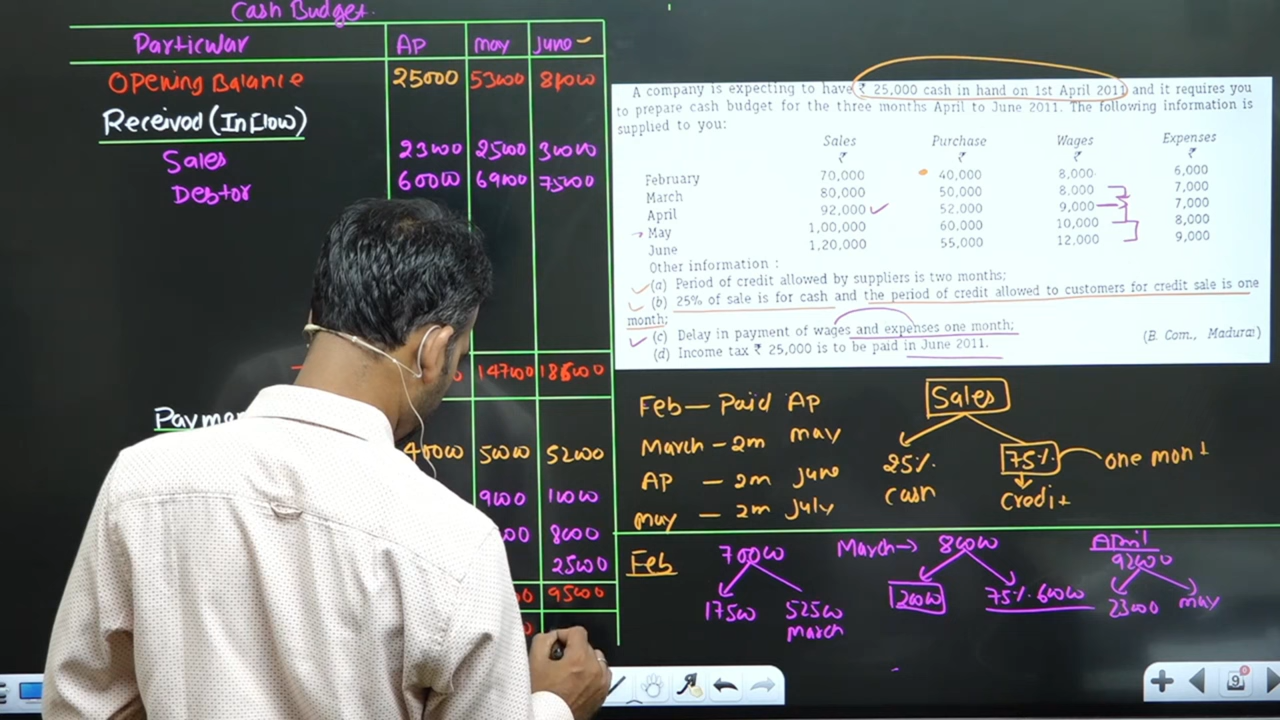 Cash Budget.
Particular AP may June
Opening Balance 25000 53000 81000
Received (Inflow)
Sales 23000 25000 30000
Debtor 60000 69000 75000
147000 186000
40000 50000 52000
9000 10000
8000
25000
95000
A company is expecting to have ₹ 25,000 cash in hand on 1st April 2011 and it requires you
to prepare cash budget for the three months April to June 2011. The following information is
supplied to you:
Sales Purchase Wages Expenses
₹ ₹ ₹ ₹
February 70,000 40,000 8,000 6,000
March 80,000 50,000 8,000 7,000
April 92,000 52.000 9,000 7,000
May 1,00,000 60,000 10,000 8,000
June 1,20,000 55,000 12.000 9,000
Other information :
(a) Period of credit allowed by suppliers is two months;
(b) 25% of sale is for cash and the period of credit allowed to customers for credit sale is one
month;
(c) Delay in payment of wages and expenses one month;
(d) Income tax ₹ 25,000 is to be paid in June 2011.
(B. Com., Madurai)
Feb — Paid AP
March - 2m may
AP - 2m June
may - 2m July
Sales
25% 75% one mont
cash credit
Feb 70000
17500 52500
March
March → 80000
75%. 60000
April
92000
23000 may
9